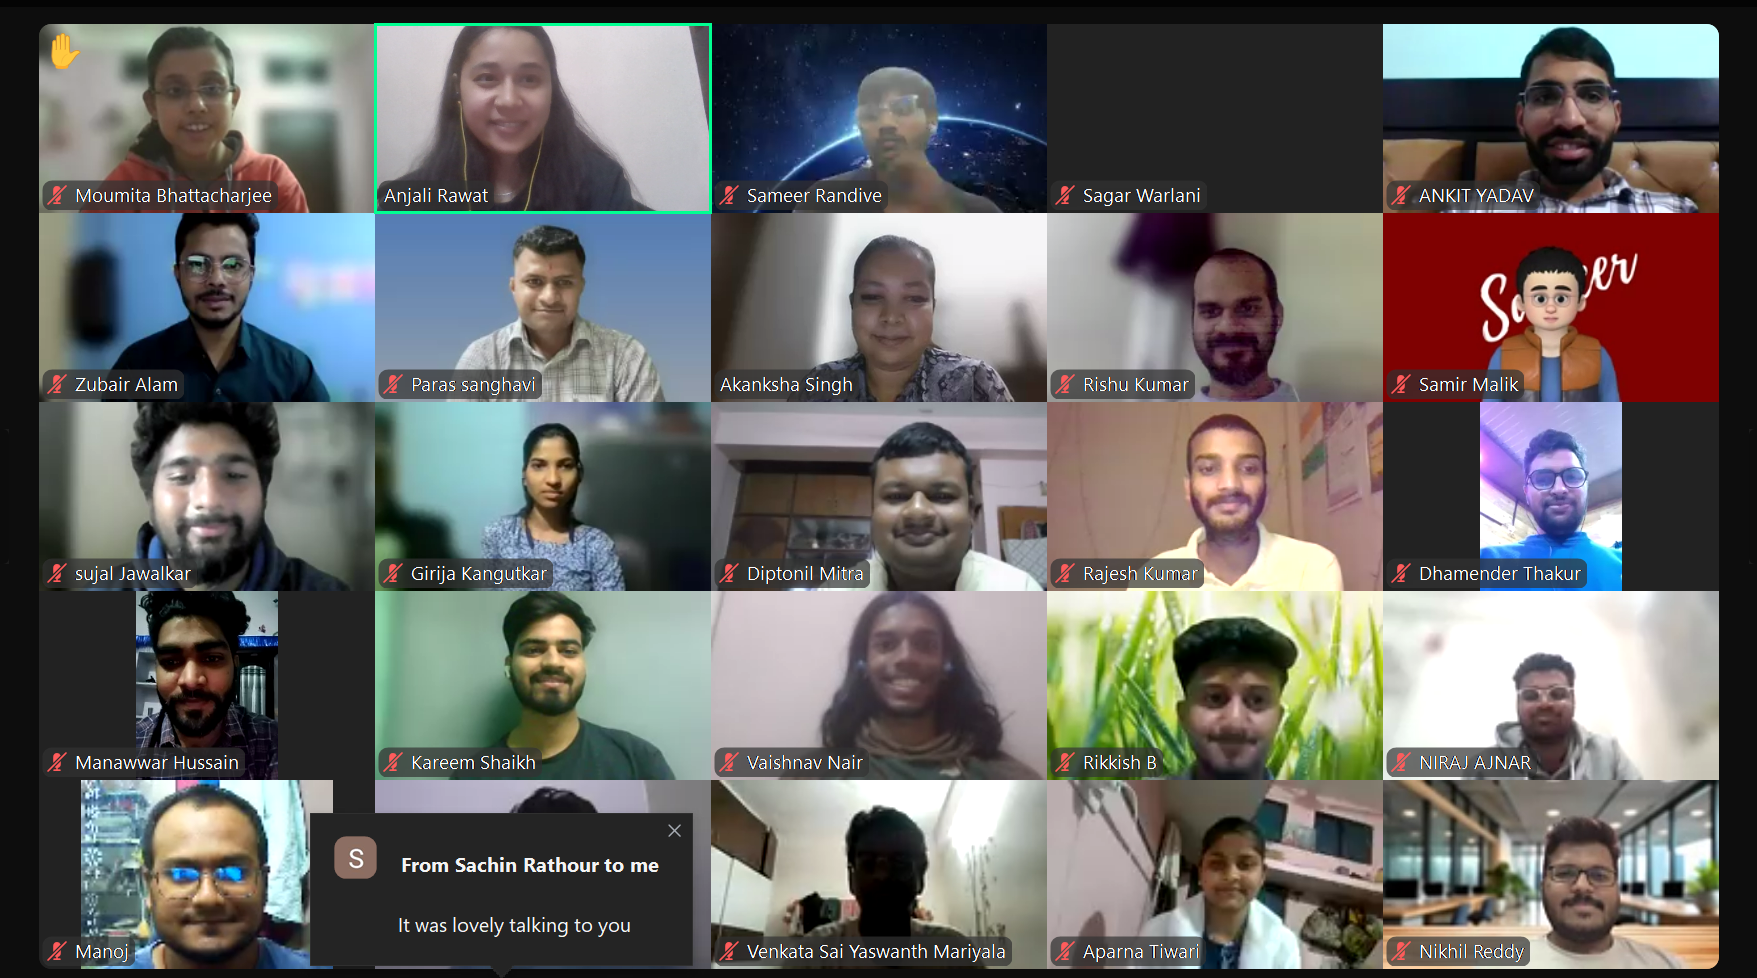 Moumita Bhattacharjee
Anjali Rawat
Sameer Randive
Sagar Warlani
ANKIT YADAV
Zubair Alam
Paras sanghavi
Akanksha Singh
Rishu Kumar
Samir Malik
sujal Jawalkar
Girija Kangutkar
Diptonil Mitra
Rajesh Kumar
Dhamender Thakur
Manawwar Hussain
Kareem Shaikh
Vaishnav Nair
Rikkish B
NIRAJ AJNAR
Manoj
S
From Sachin Rathour to me
It was lovely talking to you
Venkata Sai Yaswanth Mariyala
Aparna Tiwari
Nikhil Reddy